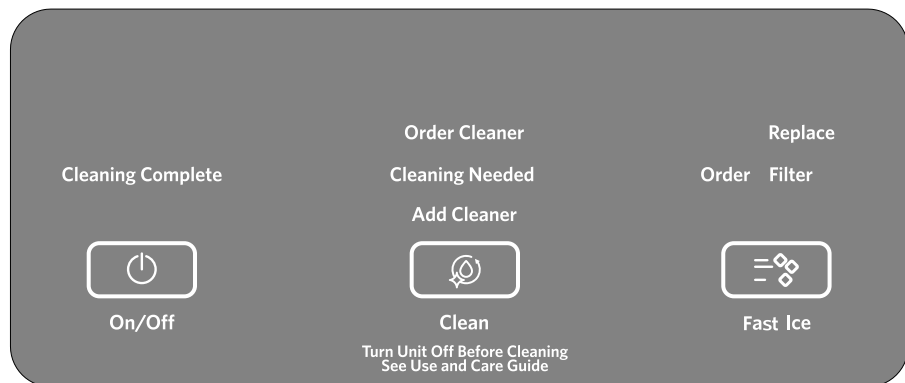 Order Cleaner
Replace
Cleaning Complete
Cleaning Needed
Order Filter
Add Cleaner
On/Off
Clean
Fast Ice
Turn Unit Off Before Cleaning
See Use and Care Guide